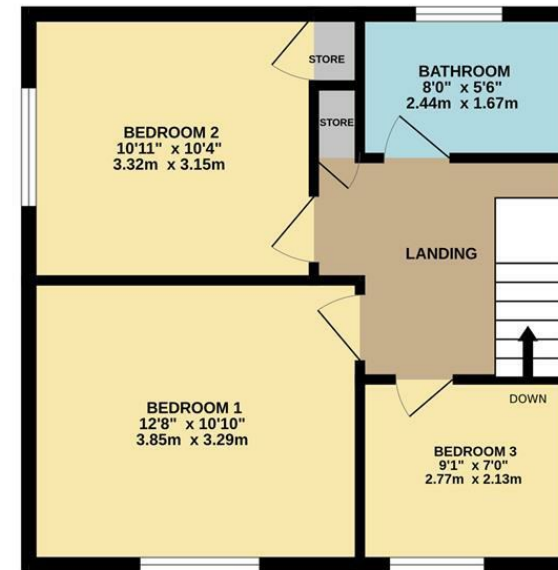 STORE
BATHROOM
8'0" x 5'6"
2.44m x 1.67m
STORE
BEDROOM 2
10'11" x 10'4"
3.32m x 3.15m
LANDING
DOWN
BEDROOM 1
12'8" x 10'10"
3.85m x 3.29m
BEDROOM 3
9'1" x 7'0"
2.77m x 2.13m